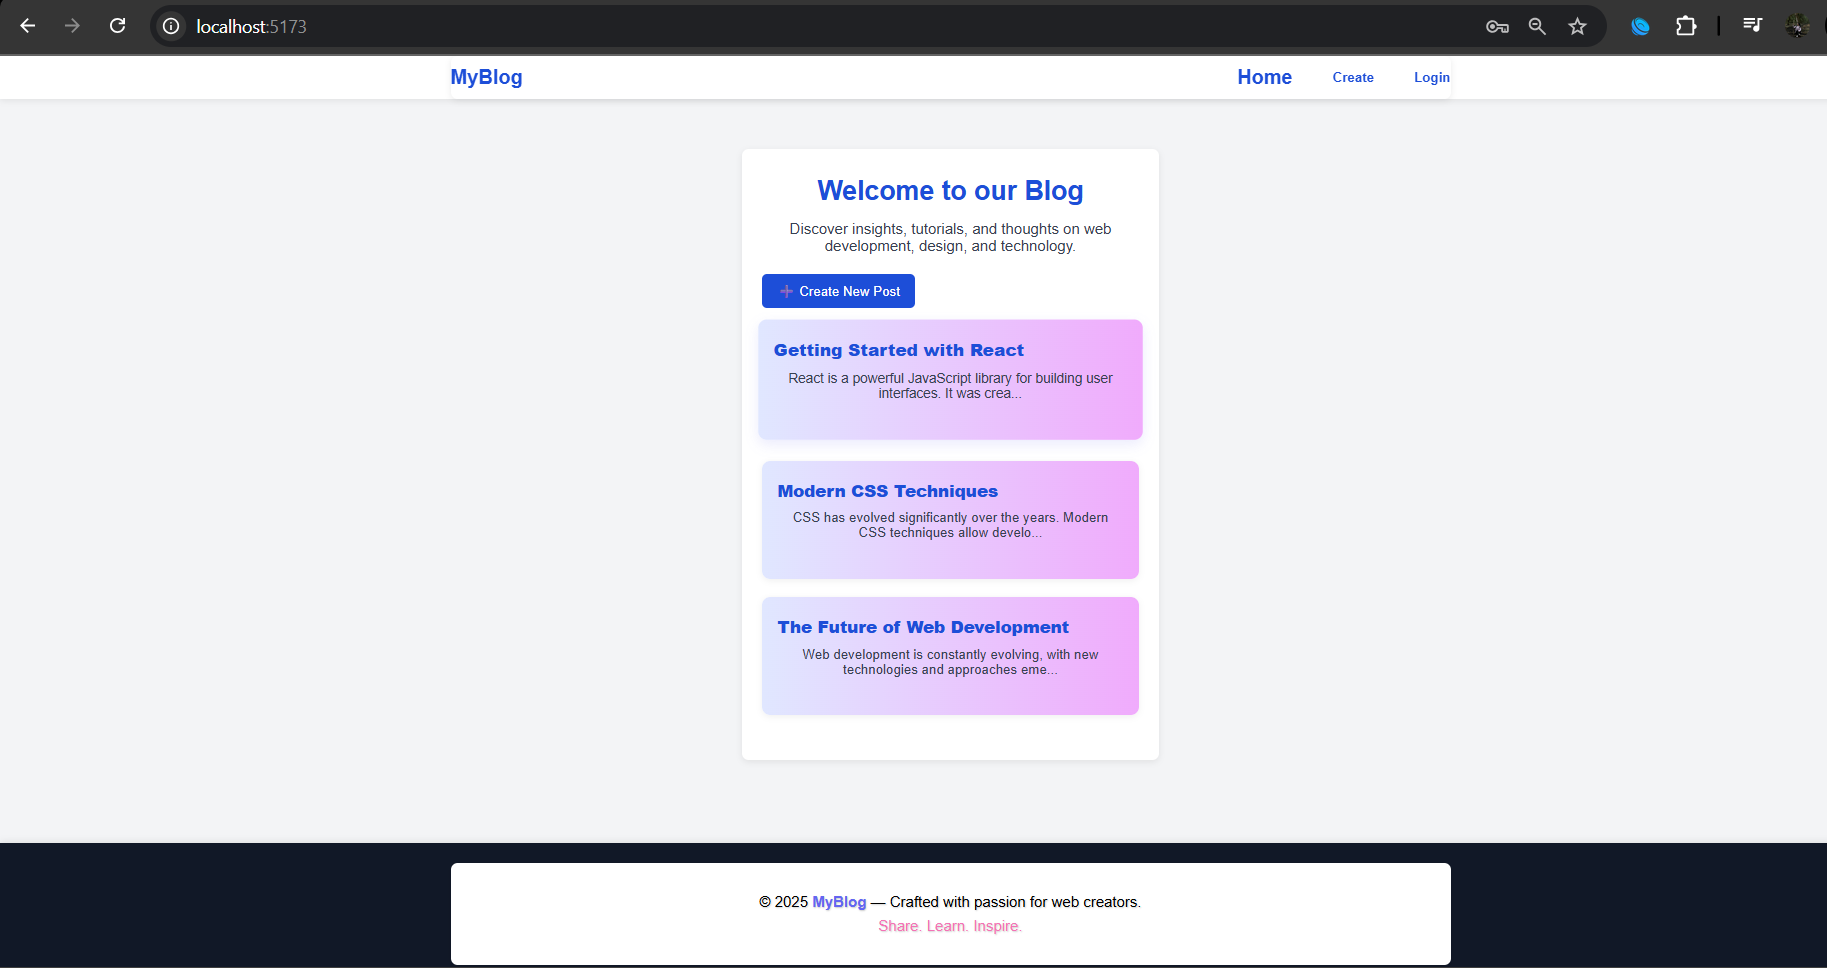 localhost:5173
MyBlog Home Create Login
Welcome to our Blog
Discover insights, tutorials, and thoughts on web
development, design, and technology.
➕ Create New Post
Getting Started with React
React is a powerful JavaScript library for building user
interfaces. It was crea...
Modern CSS Techniques
CSS has evolved significantly over the years. Modern
CSS techniques allow develo...
The Future of Web Development
Web development is constantly evolving, with new
technologies and approaches eme...
© 2025 MyBlog — Crafted with passion for web creators.
Share. Learn. Inspire.